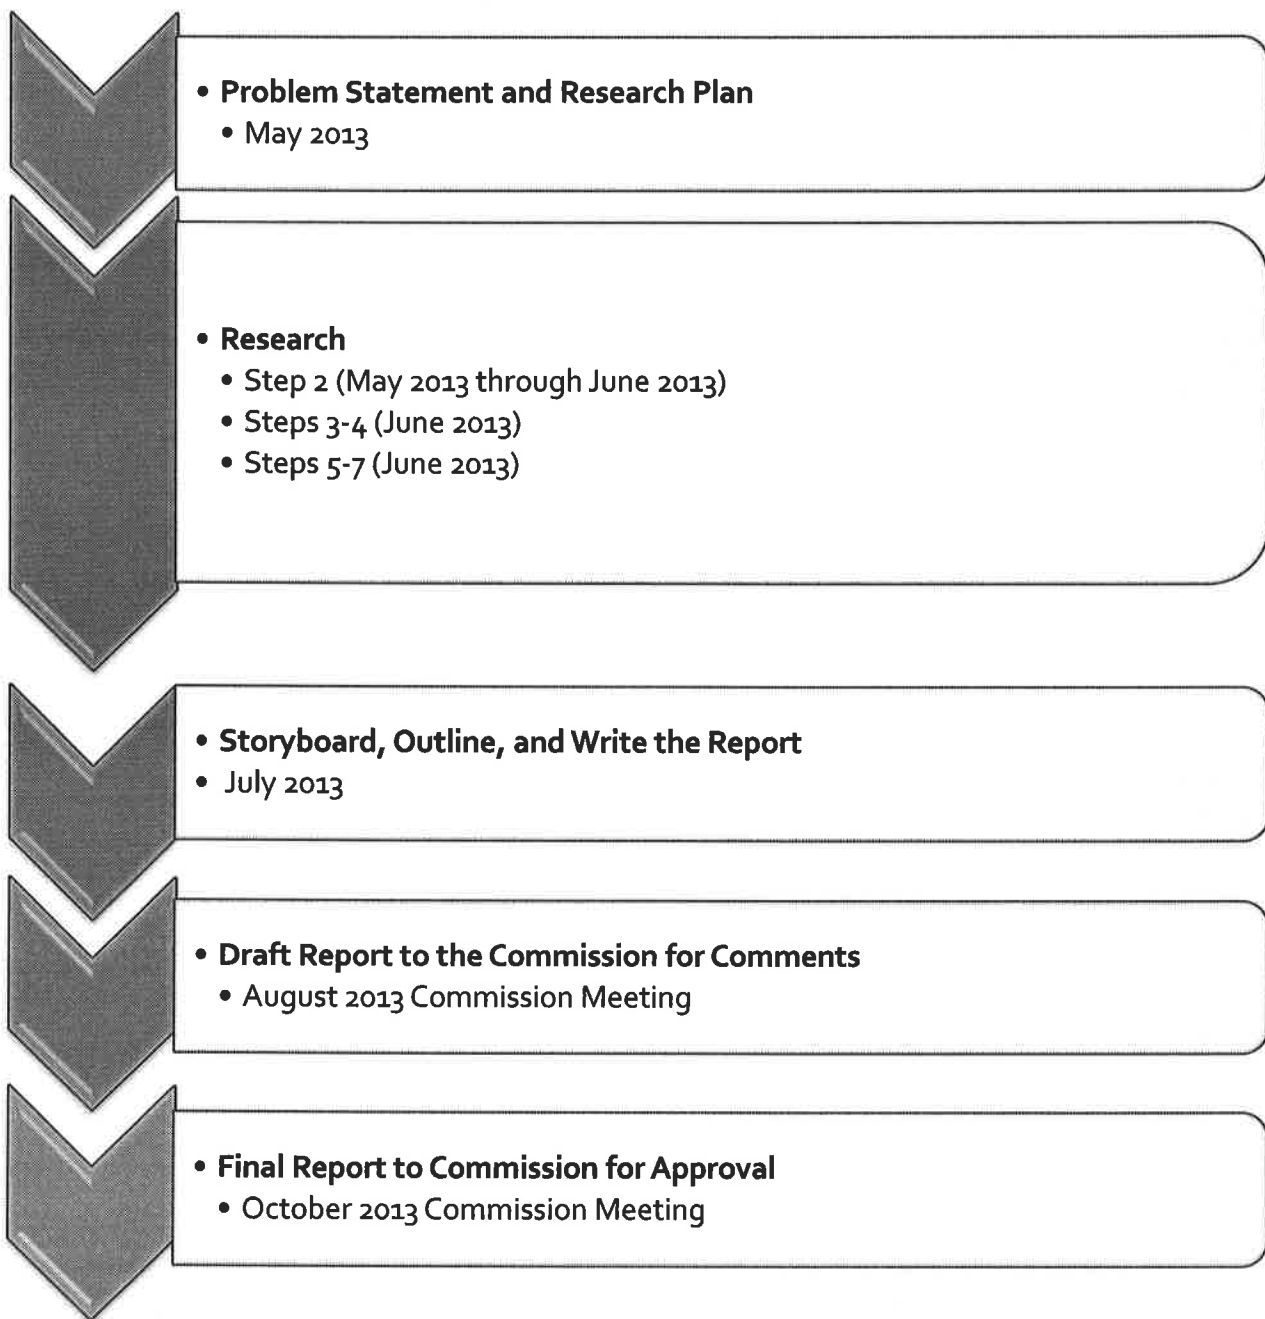 • Problem Statement and Research Plan
• May 2013
• Research
• Step 2 (May 2013 through June 2013)
• Steps 3-4 (June 2013)
• Steps 5-7 (June 2013)
• Storyboard, Outline, and Write the Report
• July 2013
• Draft Report to the Commission for Comments
• August 2013 Commission Meeting
• Final Report to Commission for Approval
• October 2013 Commission Meeting